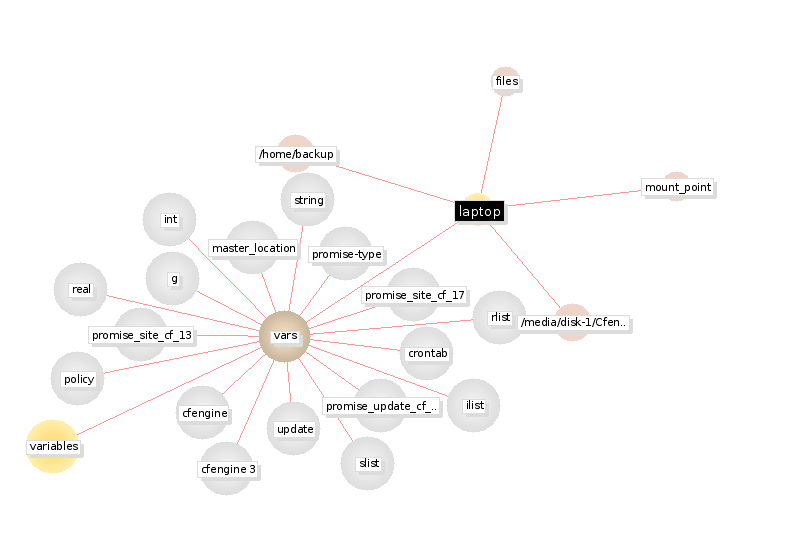 files
/home/backup
mount_point
string
laptop
int
master_location
promise-type
g
real
promise_site_cf_17
rlist
/media/disk-1/Cfen..
promise_site_cf_13
vars
crontab
policy
promise_update_cf_..
ilist
cfengine
update
variables
slist
cfengine 3